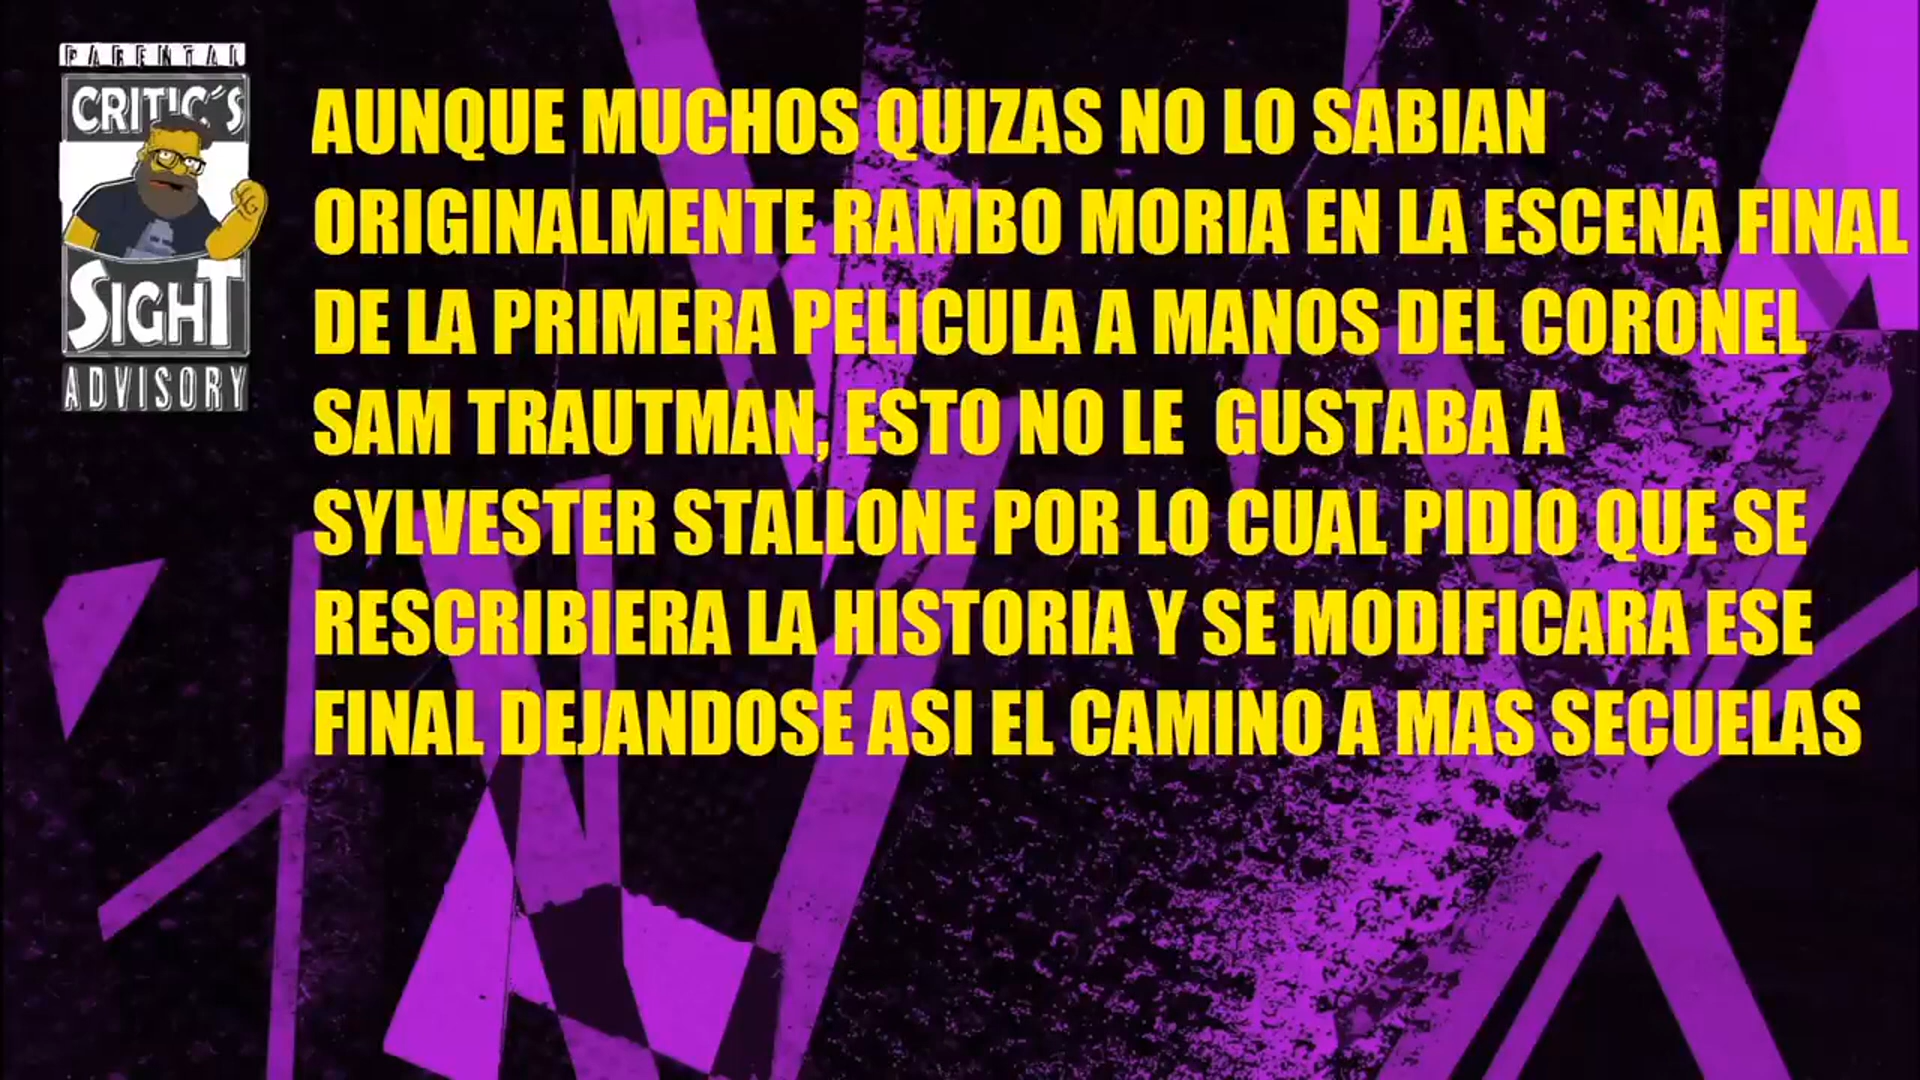 PARENTAL
CRITIC´S
SIGHT
ADVISORY
AUNQUE MUCHOS QUIZAS NO LO SABIAN
ORIGINALMENTE RAMBO MORIA EN LA ESCENA FINAL
DE LA PRIMERA PELICULA A MANOS DEL CORONEL
SAM TRAUTMAN, ESTO NO LE  GUSTABA A
SYLVESTER STALLONE POR LO CUAL PIDIO QUE SE
RESCRIBIERA LA HISTORIA Y SE MODIFICARA ESE
FINAL DEJANDOSE ASI EL CAMINO A MAS SECUELAS